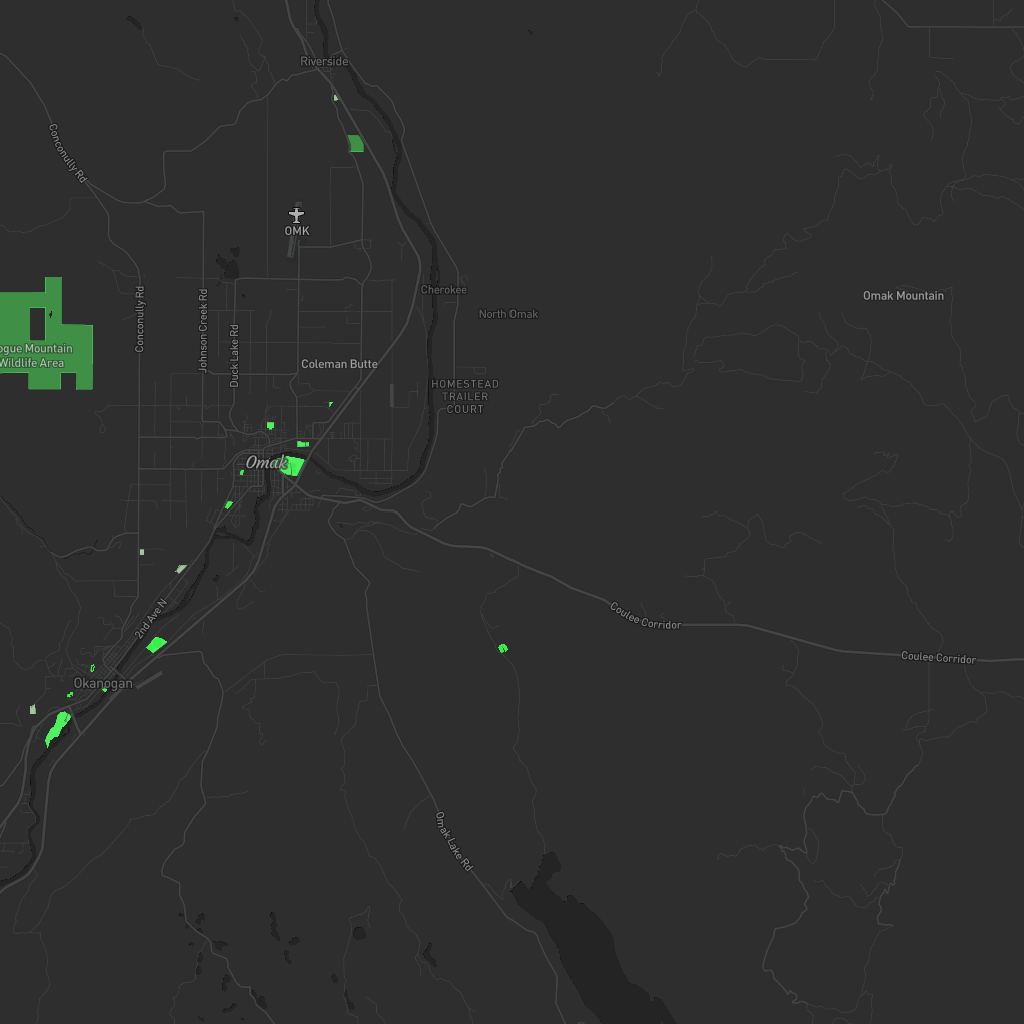 Riverside
Conconully Rd
OMK
Cherokee
Omak Mountain
North Omak
Conconully Rd
Johnson Creek Rd
Duck Lake Rd
ogue Mountain
Wildlife Area
Coleman Butte
HOMESTEAD
TRAILER
COURT
Omak
2nd Ave N
Coulee Corridor
Coulee Corridor
Okanogan
Omak Lake Rd